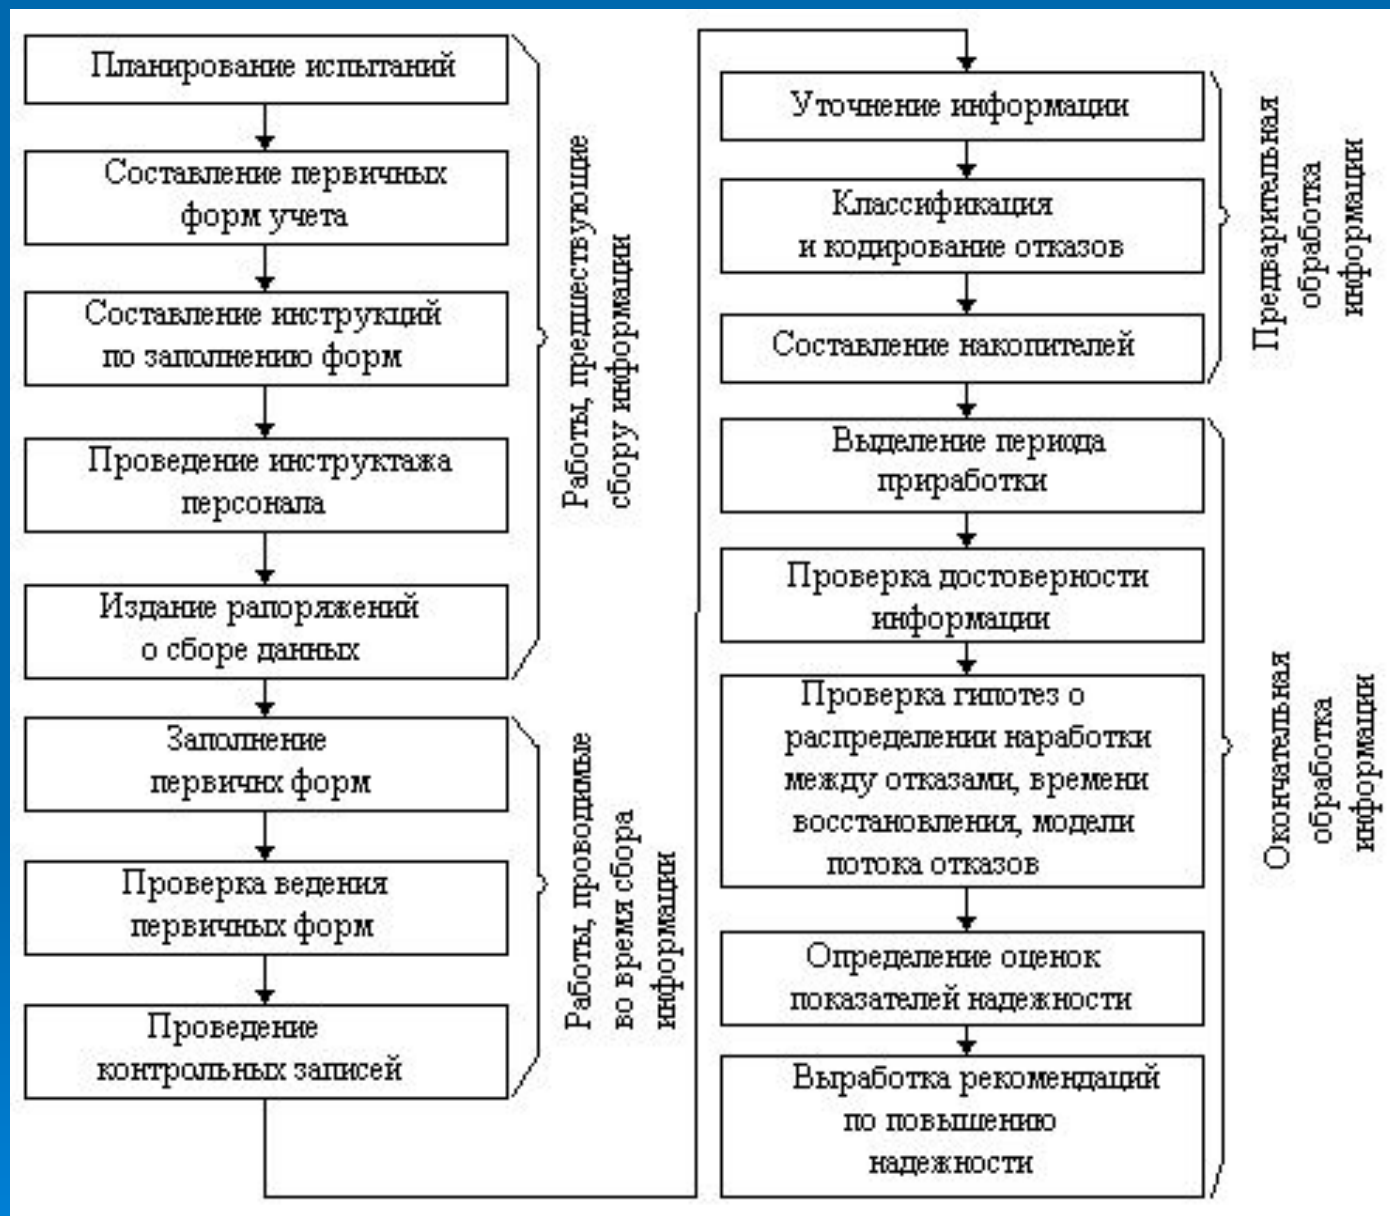 Планирование испытаний
Составление первичных
форм учета
Составление инструкций
по заполнению форм
Проведение инструктажа
персонала
Издание рапоряжений
о сборе данных
Работы, предшествующие
сбору информации
Заполнение
первичнх форм
Проверка ведения
первичных форм
Проведение
контрольных записей
Работы, проводимые
во время сбора
информации
Уточнение информации
Классификация
и кодирование отказов
Составление накопителей
Предварительная
обработка
информации
Выделение периода
приработки
Проверка достоверности
информации
Проверка гипотез о
распределении наработки
между отказами, времени
восстановления, модели
потока отказов
Определение оценок
показателей надежности
Выработка рекомендаций
по повышению
надежности
Окончательная
обработка
информации